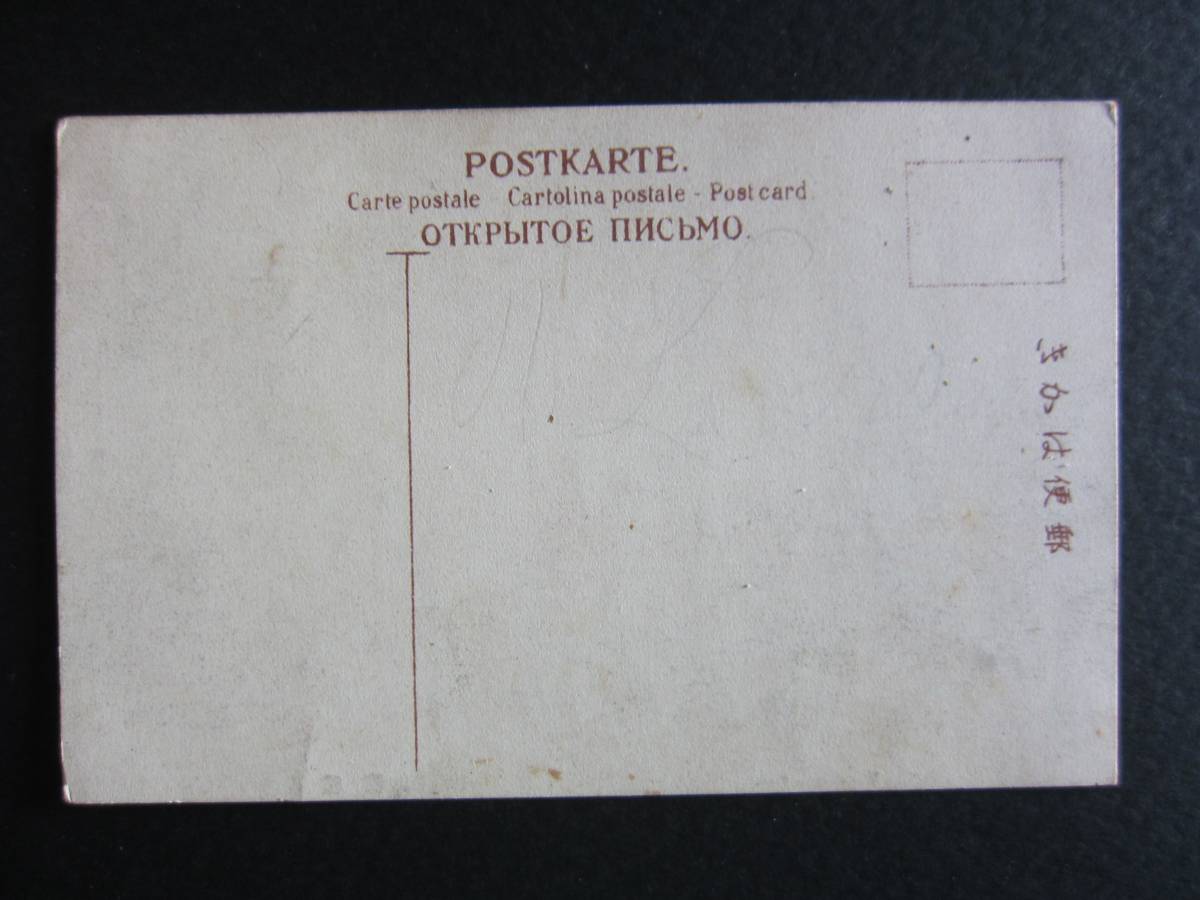 POSTKARTE.
Carte postale Cartolina postale - Post card.
ОТКРЫТОЕ ПИСЬМО.
郵便はかき